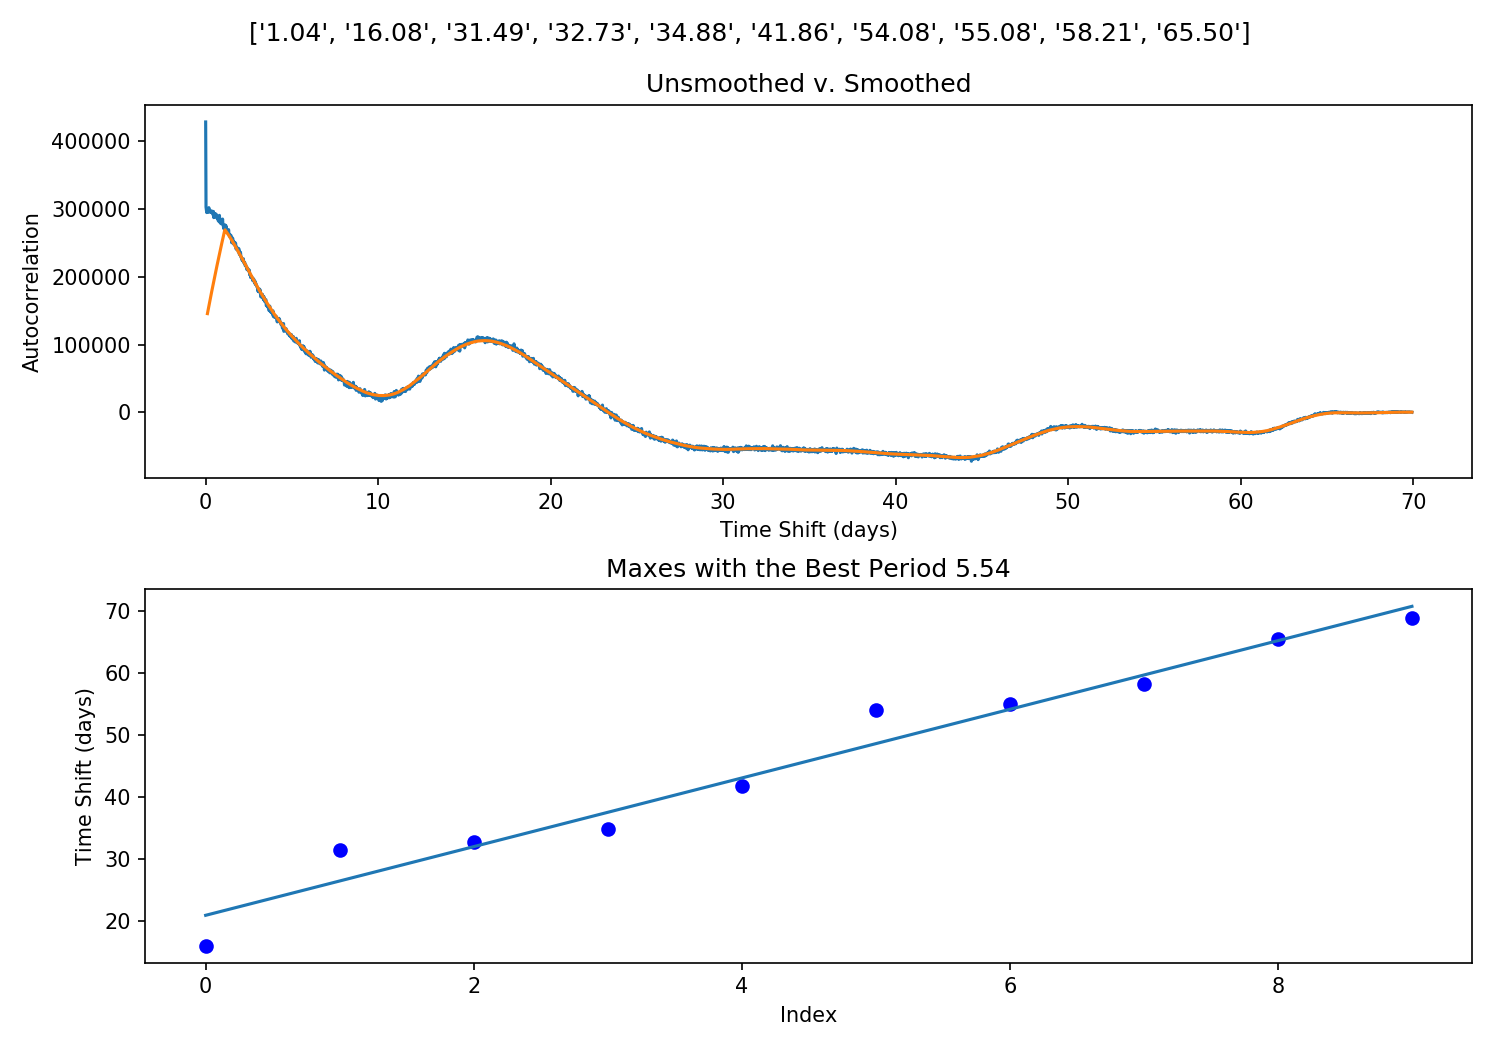 ['1.04', '16.08', '31.49', '32.73', '34.88', '41.86', '54.08', '55.08', '58.21', '65.50']
Unsmoothed v. Smoothed
Autocorrelation
400000
300000
200000
100000
0
0 10 20 30 40 50 60 70
Time Shift (days)
Maxes with the Best Period 5.54
Time Shift (days)
70
60
50
40
30
20
0 2 4 6 8
Index